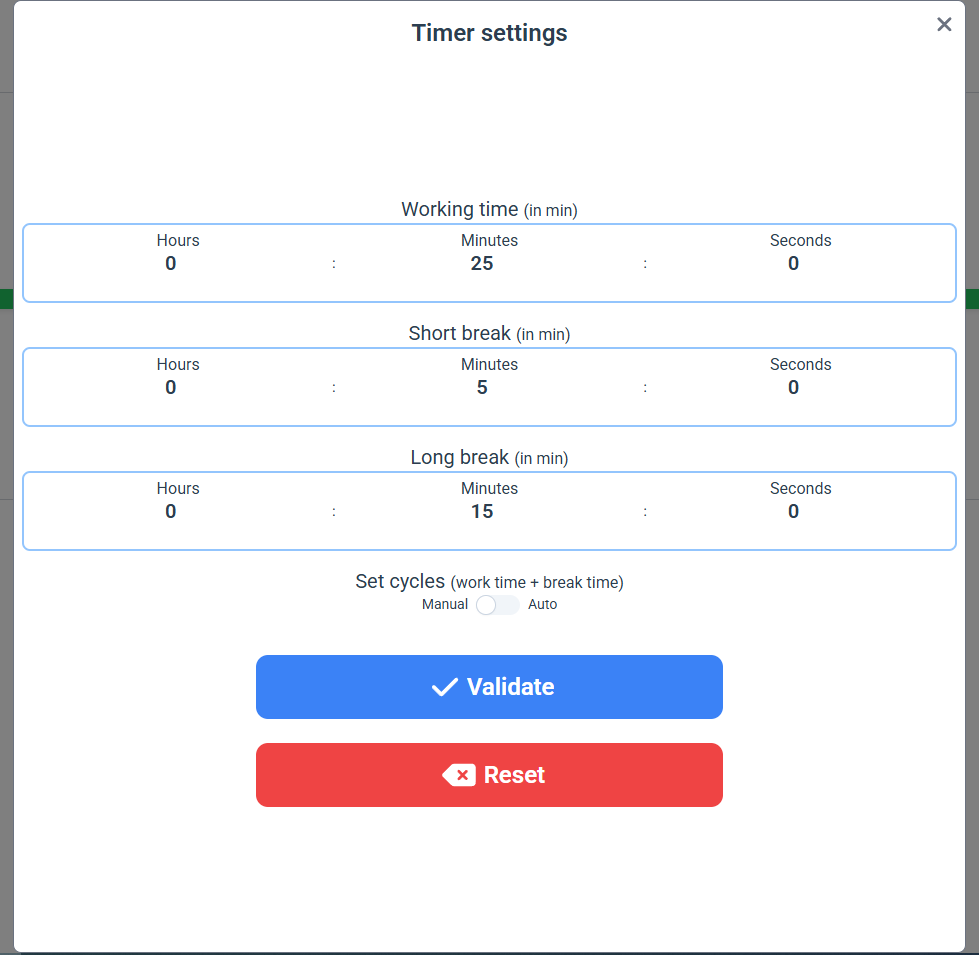 Timer settings
Working time (in min)
Hours Minutes Seconds
0 : 25 : 0
Short break (in min)
Hours Minutes Seconds
0 : 5 : 0
Long break (in min)
Hours Minutes Seconds
0 : 15 : 0
Set cycles (work time + break time)
Manual Auto
Validate
Reset